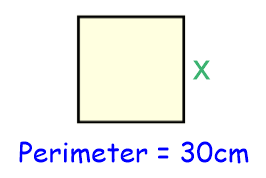 x
Perimeter = 30cm